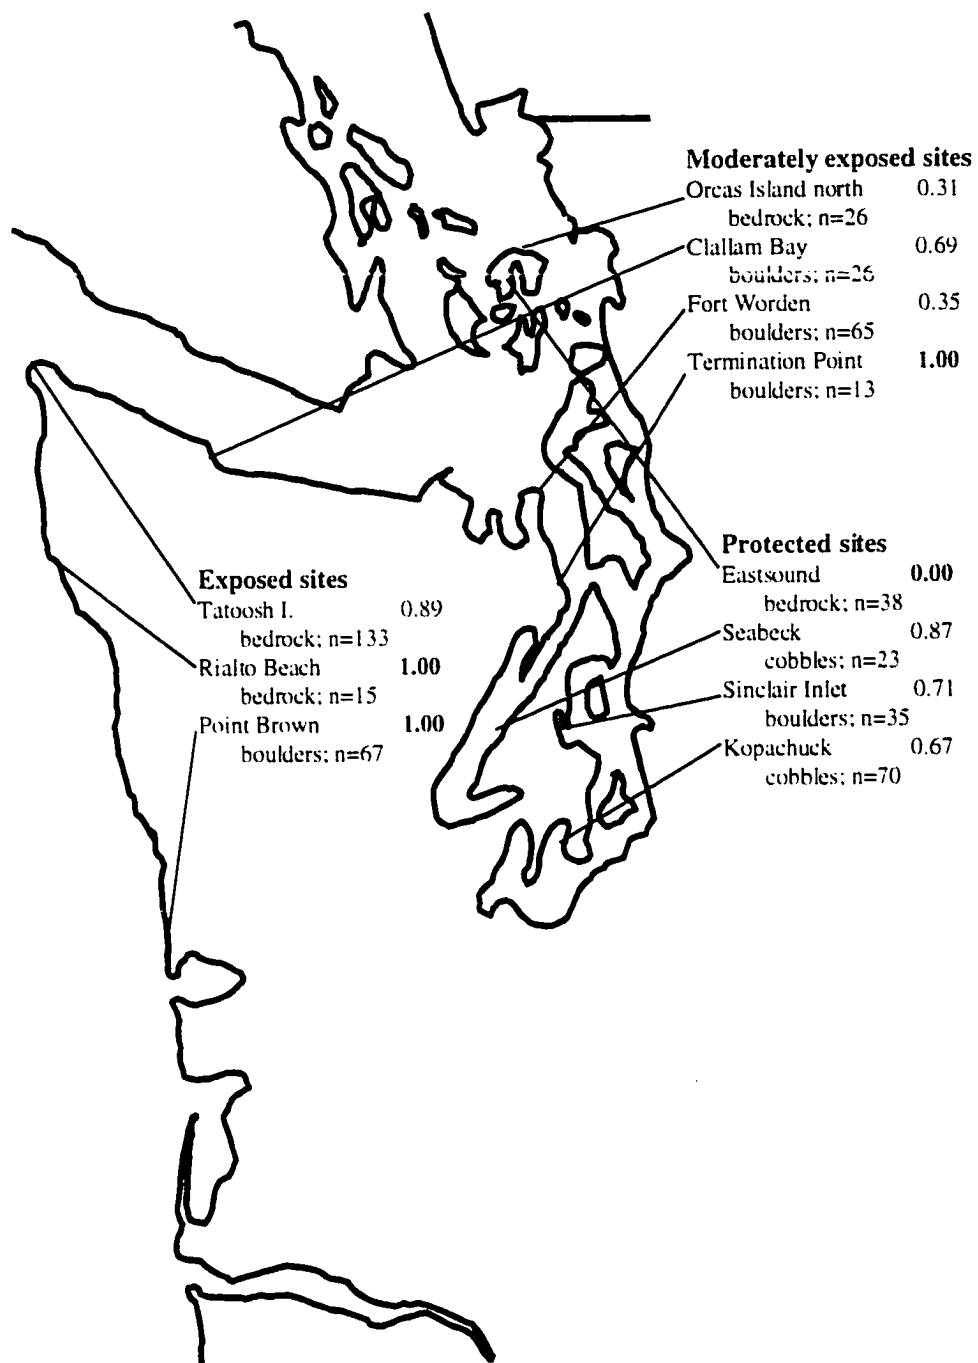 Moderately exposed sites
Orcas Island north 0.31
bedrock; n=26
Clallam Bay 0.69
boulders; n=26
Fort Worden 0.35
boulders; n=65
Termination Point 1.00
boulders; n=13
Protected sites
Eastsound 0.00
bedrock; n=38
Seabeck 0.87
cobbles; n=23
Sinclair Inlet 0.71
boulders; n=35
Kopachuck 0.67
cobbles; n=70
Exposed sites
Tatoosh I. 0.89
bedrock; n=133
Rialto Beach 1.00
bedrock; n=15
Point Brown 1.00
boulders; n=67